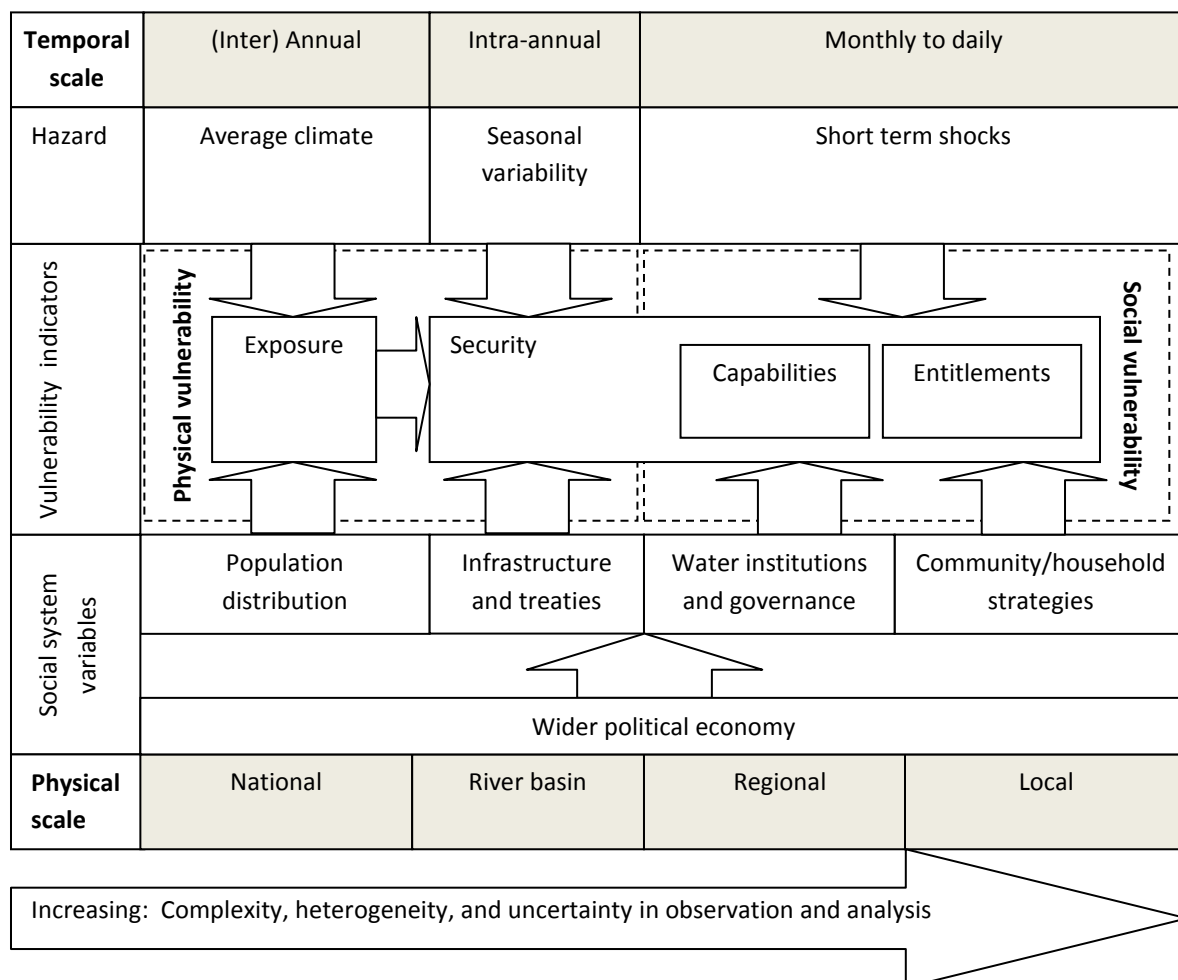 Temporal
scale
(Inter) Annual
Intra-annual
Monthly to daily
Hazard
Average climate
Seasonal
variability
Short term shocks
Vulnerability indicators
Physical vulnerability
Exposure
Security
Capabilities
Entitlements
Social vulnerability
Social system
variables
Population
distribution
Infrastructure
and treaties
Water institutions
and governance
Community/household
strategies
Wider political economy
Physical
scale
National
River basin
Regional
Local
Increasing: Complexity, heterogeneity, and uncertainty in observation and analysis